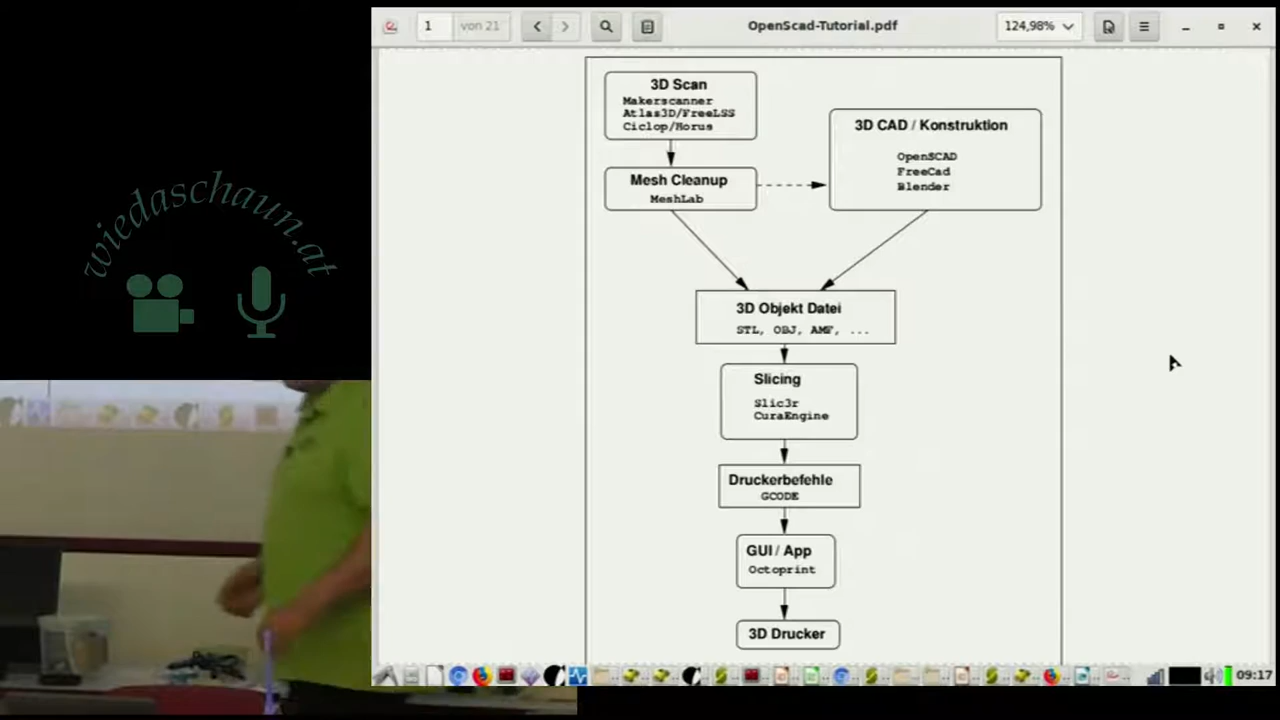 1 von 21
OpenScad-Tutorial.pdf
124,98%
wiedaschaun.at
3D Scan
Makerscanner
Atlas3D/FreeLSS
Ciclop/Horus
3D CAD / Konstruktion
OpenSCAD
FreeCad
Blender
Mesh Cleanup
MeshLab
3D Objekt Datei
STL, OBJ, AMF, ...
Slicing
Slic3r
CuraEngine
Druckerbefehle
GCODE
GUI / App
Octoprint
3D Drucker
09:17